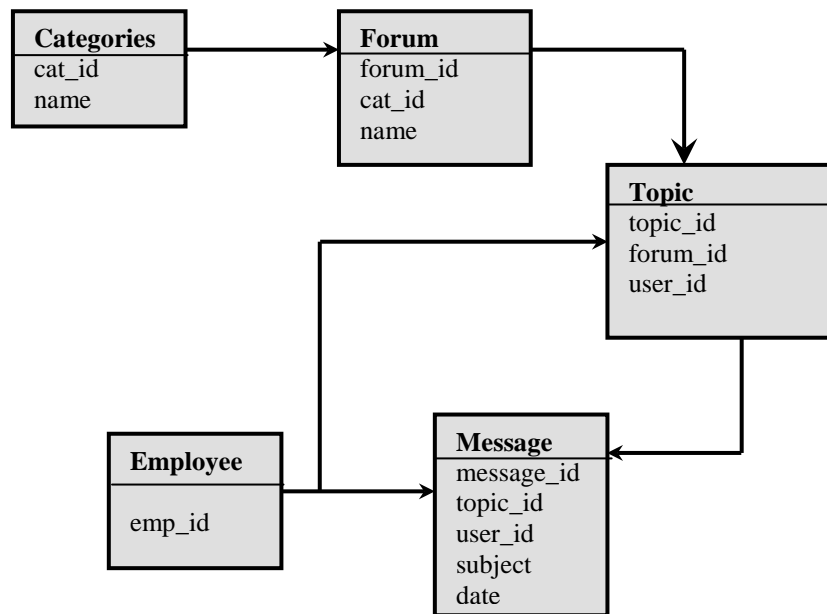 Categories
cat_id
name
Forum
forum_id
cat_id
name
Topic
topic_id
forum_id
user_id
Employee
emp_id
Message
message_id
topic_id
user_id
subject
date